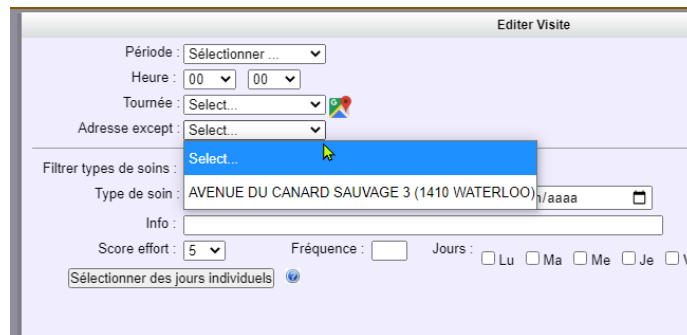 Editer Visite
Période : Sélectionner ...
Heure : 00 00
Tournée : Select...
Adresse except : Select...
Select...
Filtrer types de soins :
AVENUE DU CANARD SAUVAGE 3 (1410 WATERLOO)
Type de soin : /aaaa
Info :
Score effort : 5 Fréquence : Jours : Lu Ma Me Je V
Sélectionner des jours individuels